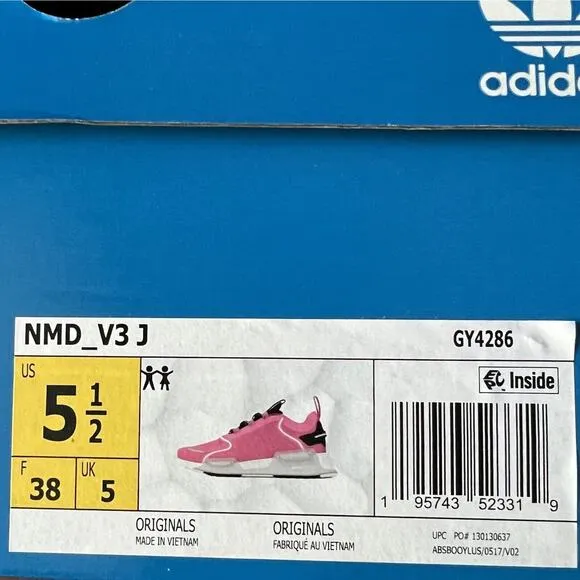 adidas
NMD_V3 J
GY4286
US
5 1/2
F
38
UK
5
Inside
ORIGINALS
MADE IN VIETNAM
ORIGINALS
FABRIQUÉ AU VIETNAM
1 95743 52331 9
UPC PO# 130130637
ABSBOOYLUS/0517/V02